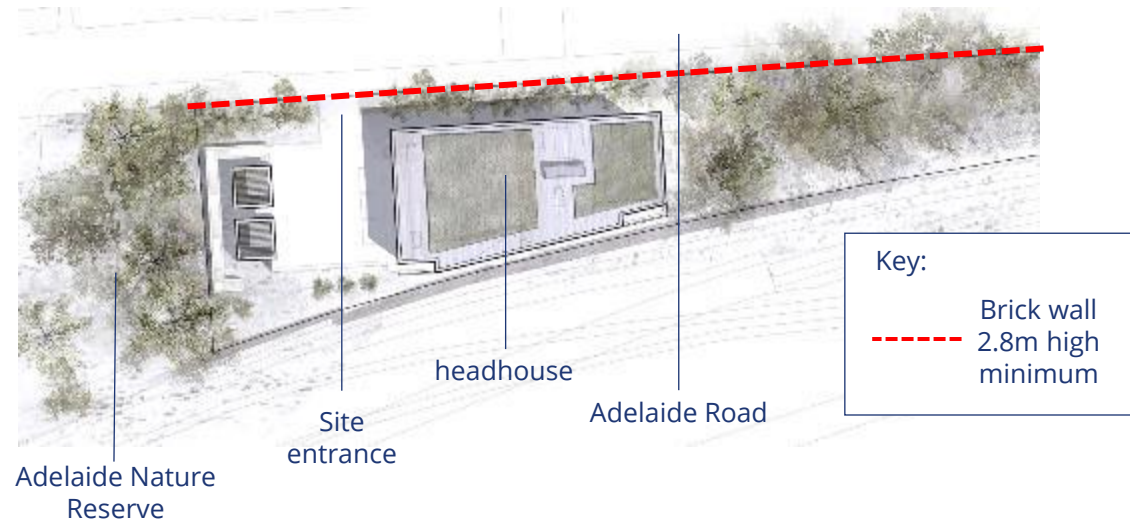 Key:
Brick wall
2.8m high
minimum
headhouse
Adelaide Road
Site
entrance
Adelaide Nature
Reserve